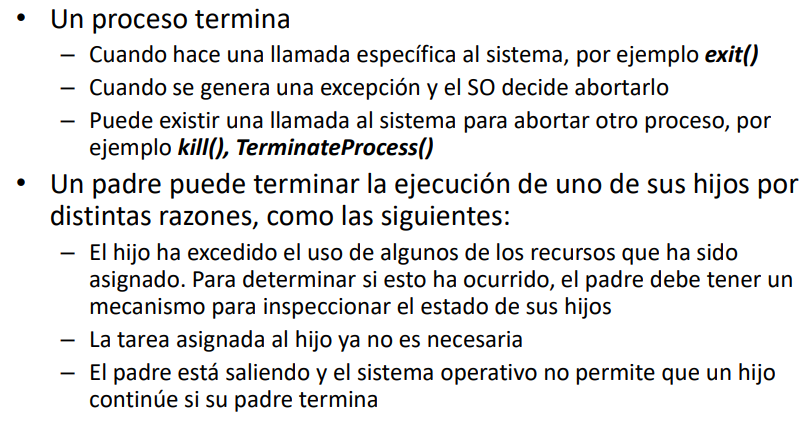 • Un proceso termina
– Cuando hace una llamada específica al sistema, por ejemplo exit()
– Cuando se genera una excepción y el SO decide abortarlo
– Puede existir una llamada al sistema para abortar otro proceso, por
ejemplo kill(), TerminateProcess()
• Un padre puede terminar la ejecución de uno de sus hijos por
distintas razones, como las siguientes:
– El hijo ha excedido el uso de algunos de los recursos que ha sido
asignado. Para determinar si esto ha ocurrido, el padre debe tener un
mecanismo para inspeccionar el estado de sus hijos
– La tarea asignada al hijo ya no es necesaria
– El padre está saliendo y el sistema operativo no permite que un hijo
continúe si su padre termina